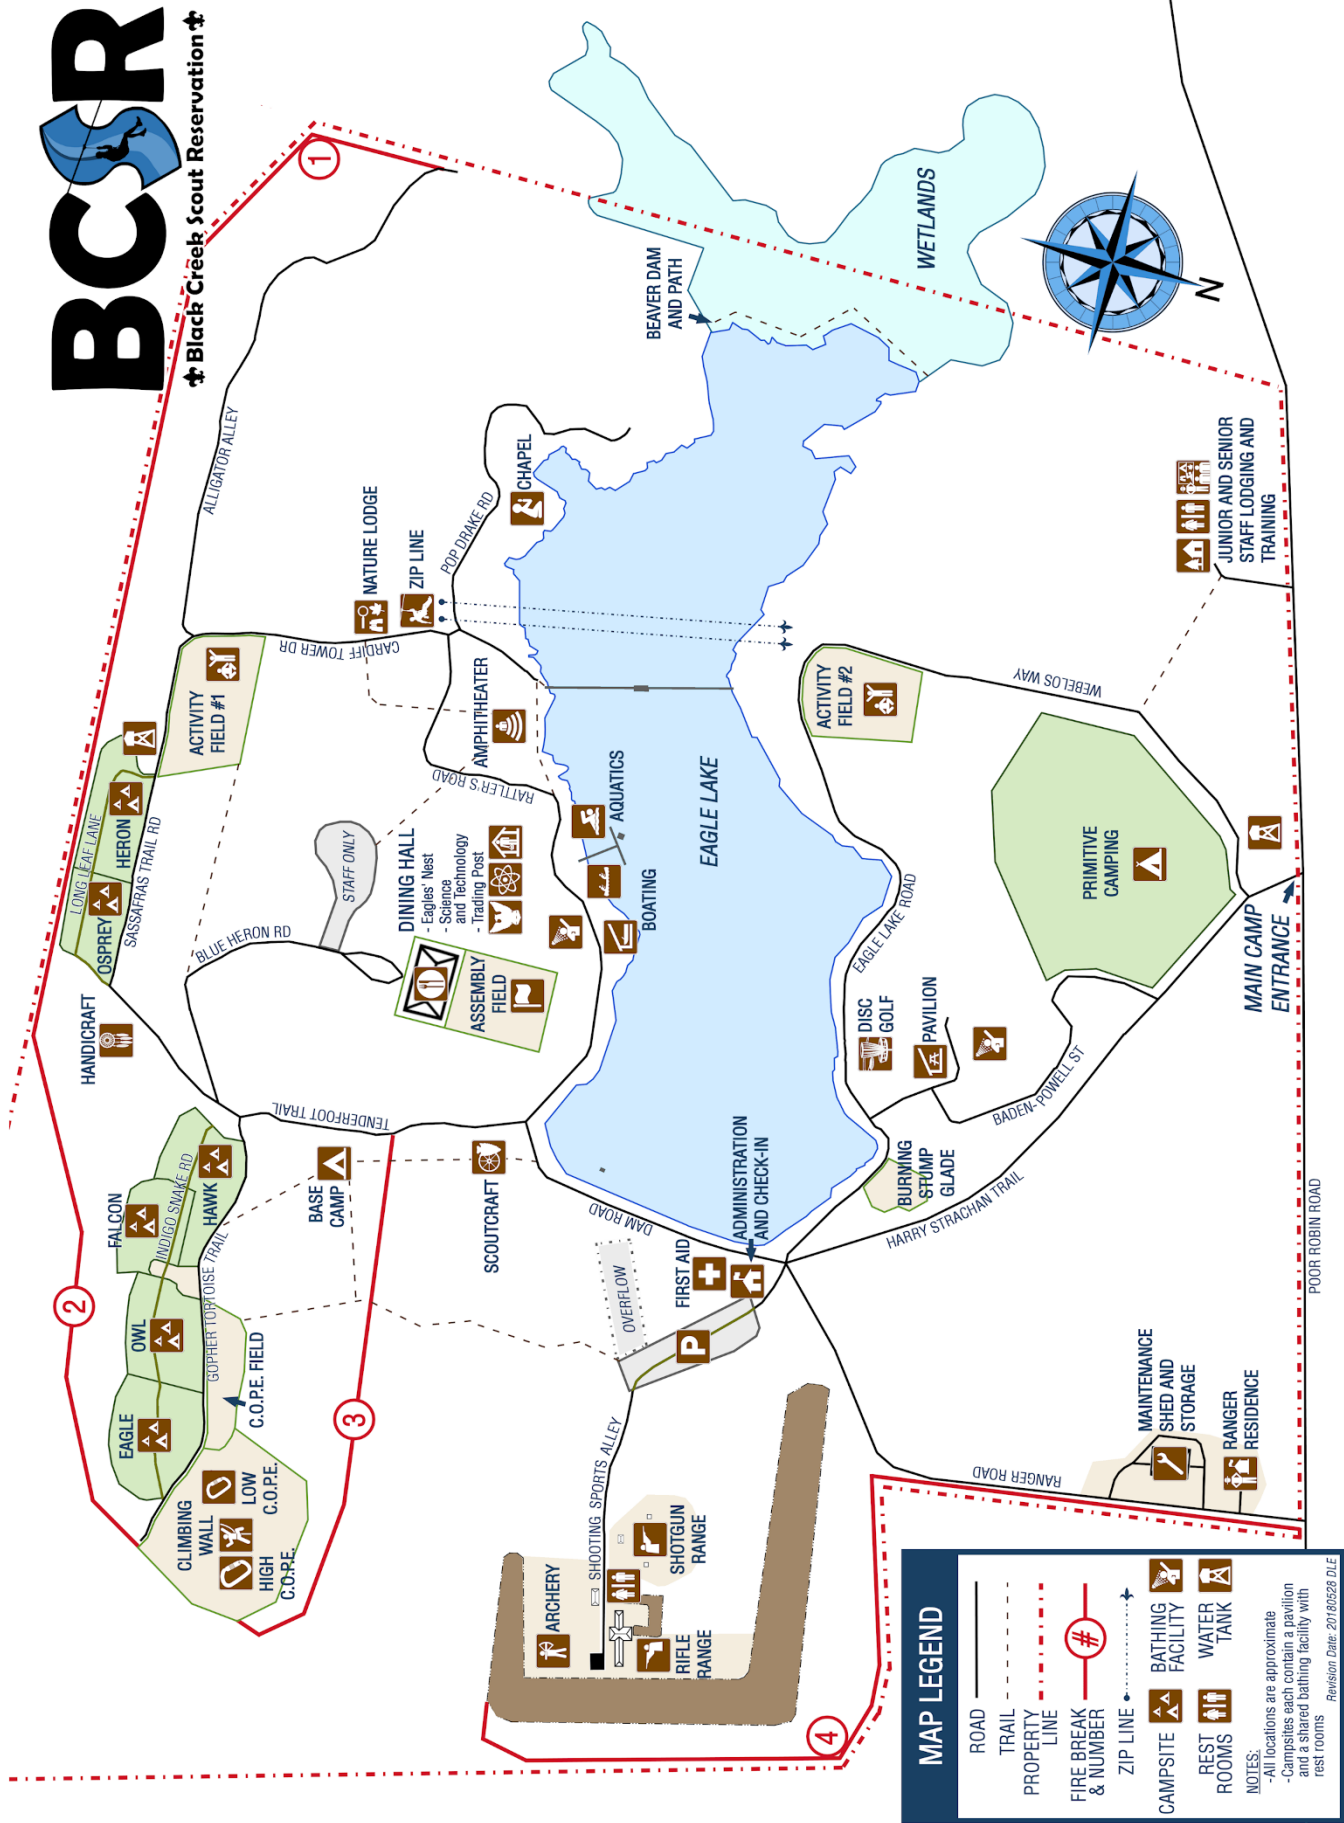 BCSR
Black Creek Scout Reservation
1
ALLIGATOR ALLEY
NATURE LODGE
ZIP LINE
POP DRAKE RD
CHAPEL
BEAVER DAM
AND PATH
WETLANDS
N
CARDIFF TOWER DR
ACTIVITY
FIELD #1
AMPHITHEATER
RATTLER'S ROAD
LONG LEAF LANE
HERON
OSPREY
SASSAFRAS TRAIL RD
HANDICRAFT
BLUE HERON RD
STAFF ONLY
DINING HALL
- Eagles' Nest
- Science
and Technology
- Trading Post
ASSEMBLY
FIELD
AQUATICS
BOATING
EAGLE LAKE
ACTIVITY
FIELD #2
WEBELOS WAY
JUNIOR AND SENIOR
STAFF LODGING AND
TRAINING
PRIMITIVE
CAMPING
MAIN CAMP
ENTRANCE
EAGLE LAKE ROAD
DISC
GOLF
PAVILION
BADEN-POWELL ST
BURNING
STUMP
GLADE
HARRY STRACHAN TRAIL
POOR ROBIN ROAD
TENDERFOOT TRAIL
FALCON
INDIGO SNAKE RD
HAWK
BASE
CAMP
SCOUTCRAFT
DAM ROAD
ADMINISTRATION
AND CHECK-IN
FIRST AID
OVERFLOW
P
2
OWL
GOPHER TORTOISE TRAIL
EAGLE
C.O.P.E. FIELD
3
CLIMBING
WALL
LOW
C.O.P.E.
HIGH
C.O.P.E.
SHOOTING SPORTS ALLEY
ARCHERY
SHOTGUN
RANGE
RIFLE
RANGE
4
RANGER ROAD
MAINTENANCE
SHED AND
STORAGE
RANGER
RESIDENCE
MAP LEGEND
ROAD
TRAIL
PROPERTY
LINE
FIRE BREAK
& NUMBER
#
ZIP LINE
CAMPSITE
BATHING
FACILITY
REST
ROOMS
WATER
TANK
NOTES:
-All locations are approximate
-Campsites each contain a pavilion
and a shared bathing facility with
rest rooms
Revision Date: 20180528 DLE